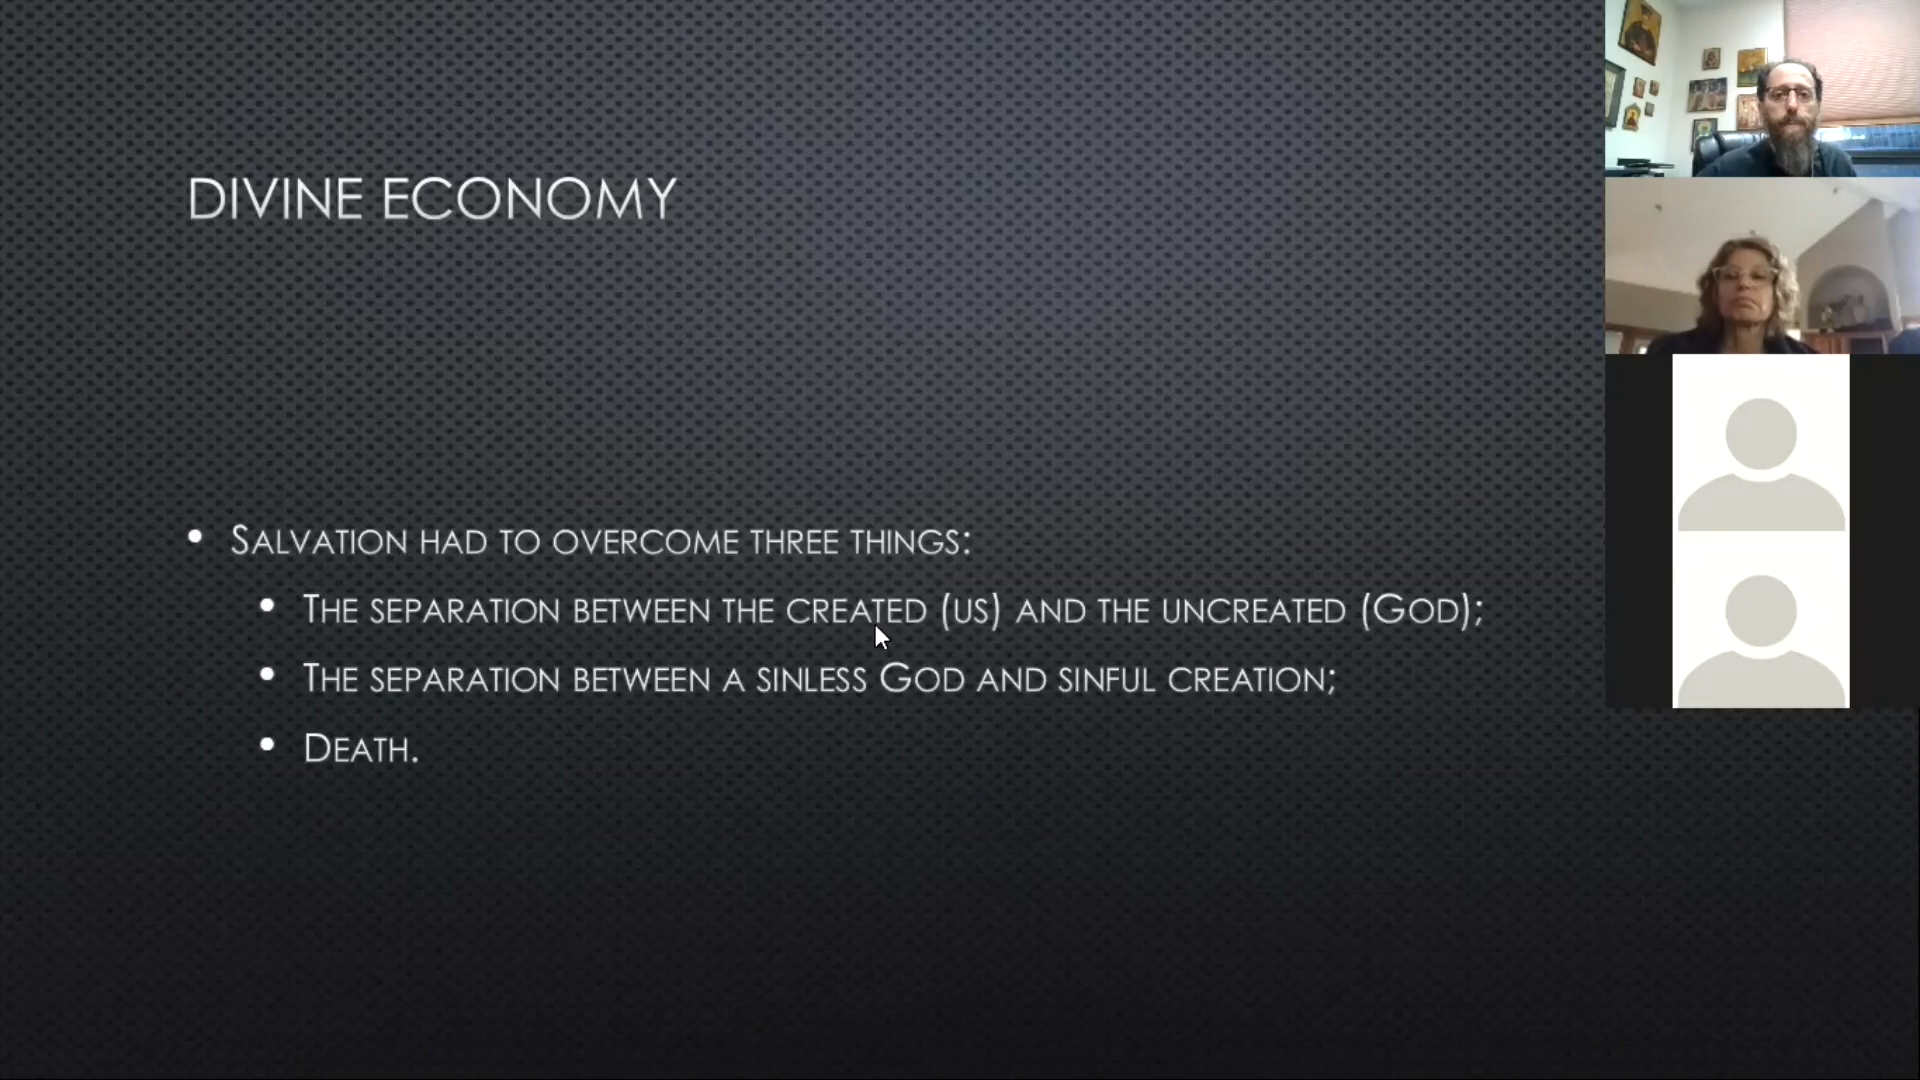 DIVINE ECONOMY
• SALVATION HAD TO OVERCOME THREE THINGS:
• THE SEPARATION BETWEEN THE CREATED (US) AND THE UNCREATED (GOD);
• THE SEPARATION BETWEEN A SINLESS GOD AND SINFUL CREATION;
• DEATH.